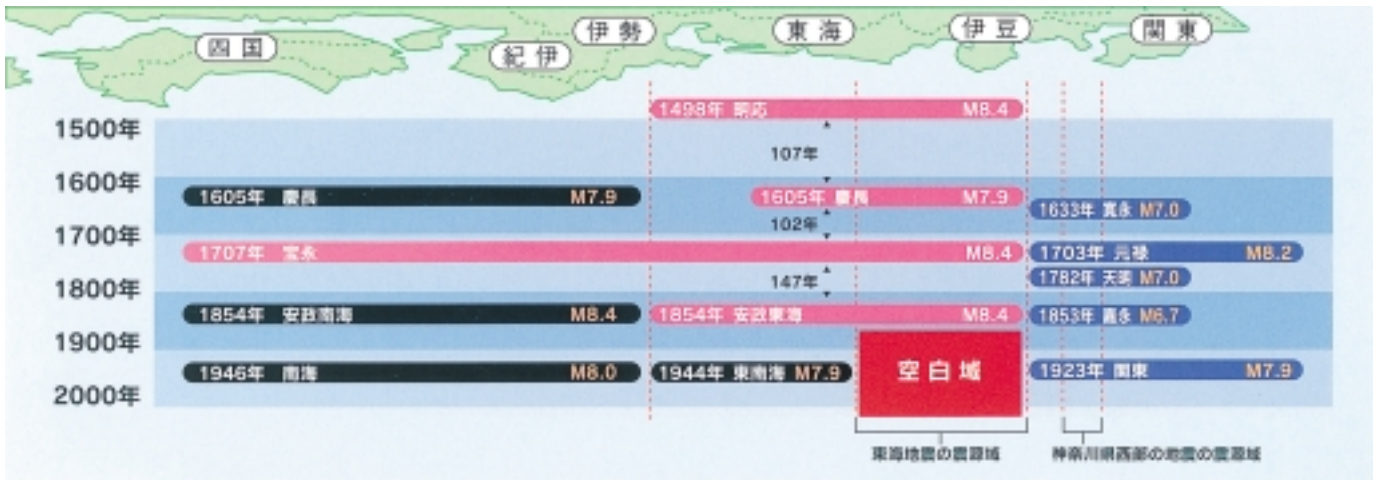 四国
紀伊
伊勢
東海
伊豆
関東
1498年 明応 M8.4
1500年
107年
1600年
1605年 慶長 M7.9
1605年 慶長 M7.9
1633年 寛永 M7.0
102年
1700年
1707年 宝永 M8.4
1703年 元禄 M8.2
1782年 天明 M7.0
147年
1800年
1854年 安政南海 M8.4
1854年 安政東海 M8.4
1853年 嘉永 M6.7
1900年
1946年 南海 M8.0
1944年 東南海 M7.9
空白域
1923年 関東 M7.9
2000年
東海地震の震源域
神奈川県西部の地震の震源域